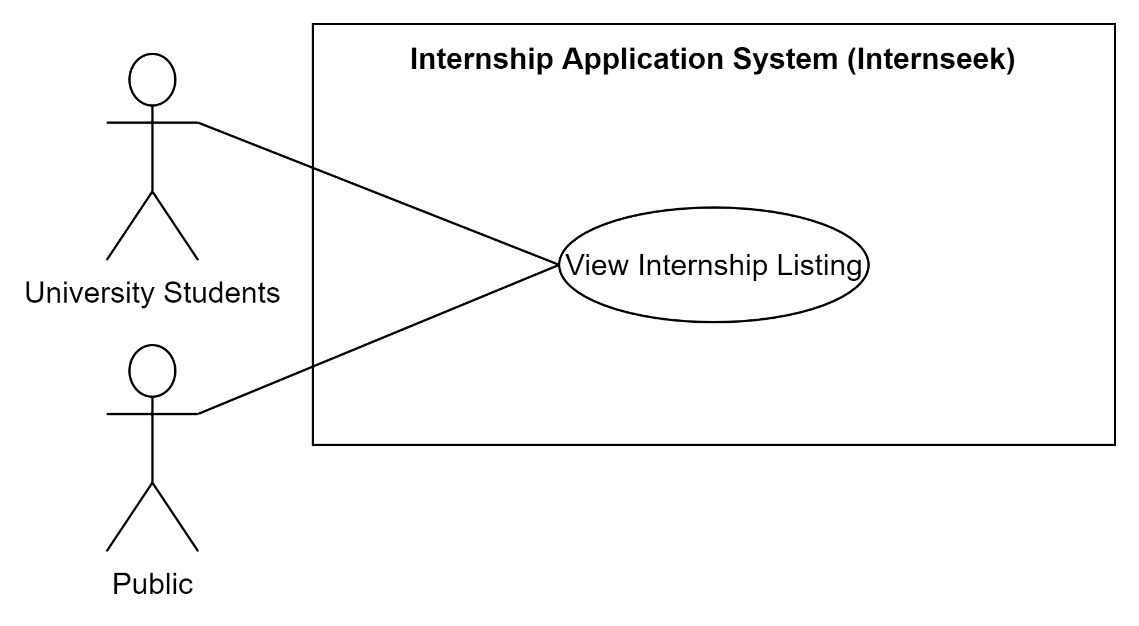 Internship Application System (Internseek)
University Students
View Internship Listing
Public